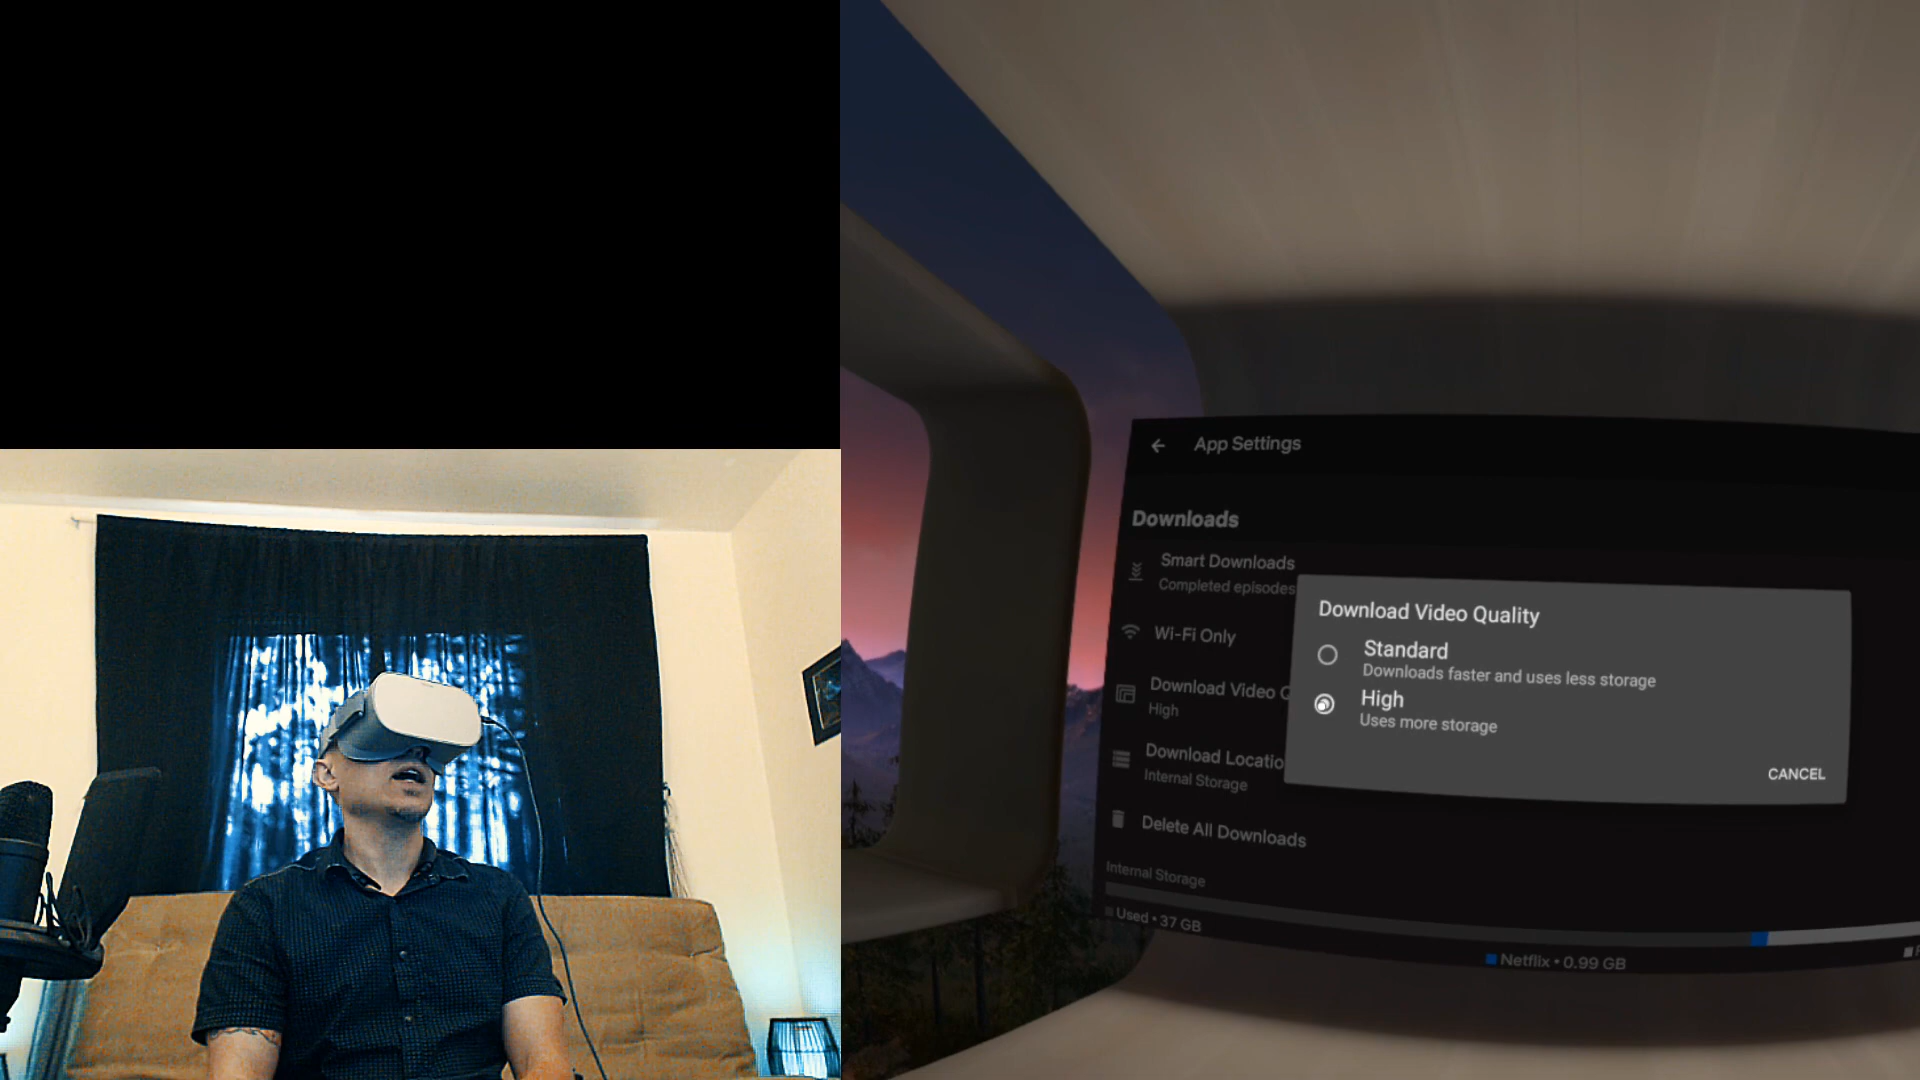 App Settings
Downloads
Smart Downloads
Completed episodes
Wi-Fi Only
Download Video Q
High
Download Locatio
Internal Storage
Delete All Downloads
Internal Storage
Used • 37 GB
Netflix • 0.99 GB
Download Video Quality
Standard
Downloads faster and uses less storage
High
Uses more storage
CANCEL